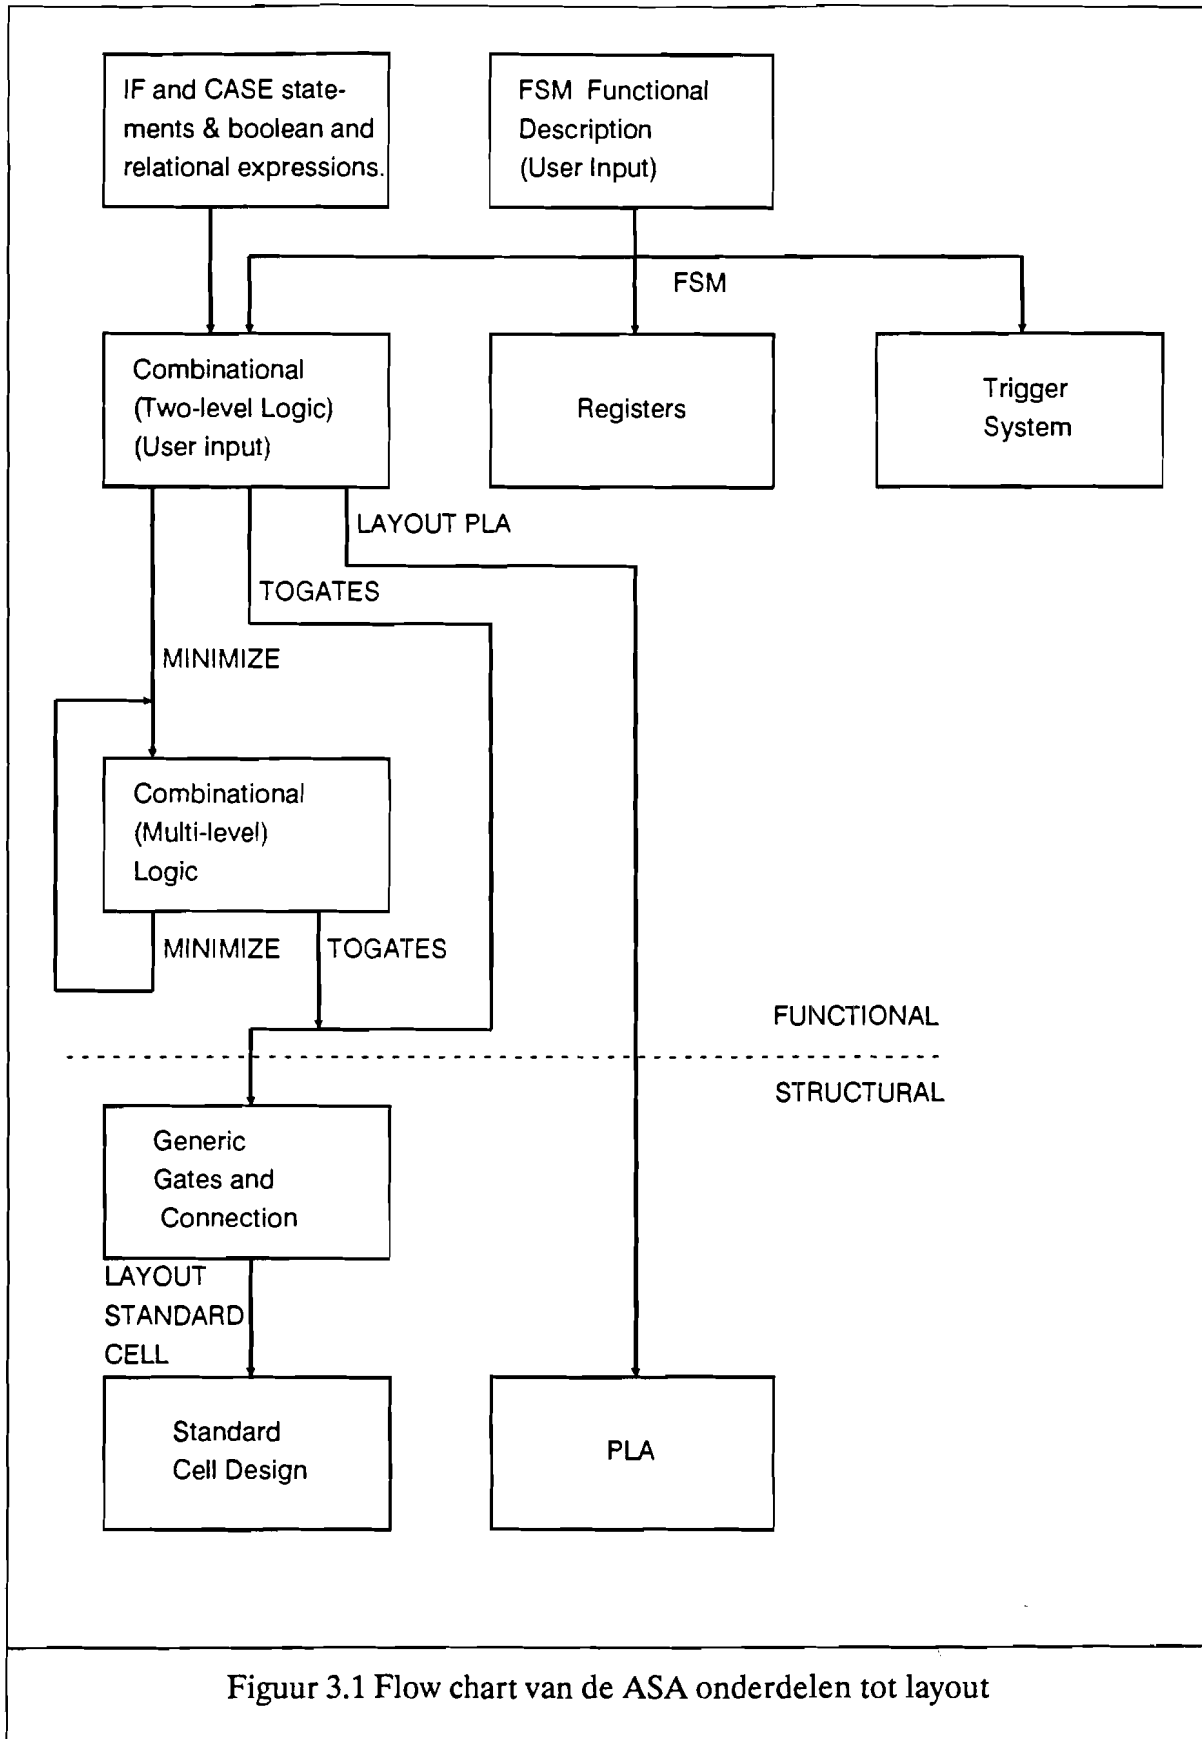 IF and CASE state-
ments & boolean and
relational expressions.
FSM Functional
Description
(User Input)
FSM
Combinational
(Two-level Logic)
(User input)
Registers
Trigger
System
LAYOUT PLA
TOGATES
MINIMIZE
Combinational
(Multi-level)
Logic
MINIMIZE
TOGATES
FUNCTIONAL
STRUCTURAL
Generic
Gates and
Connection
LAYOUT
STANDARD
CELL
Standard
Cell Design
PLA
Figuur 3.1 Flow chart van de ASA onderdelen tot layout